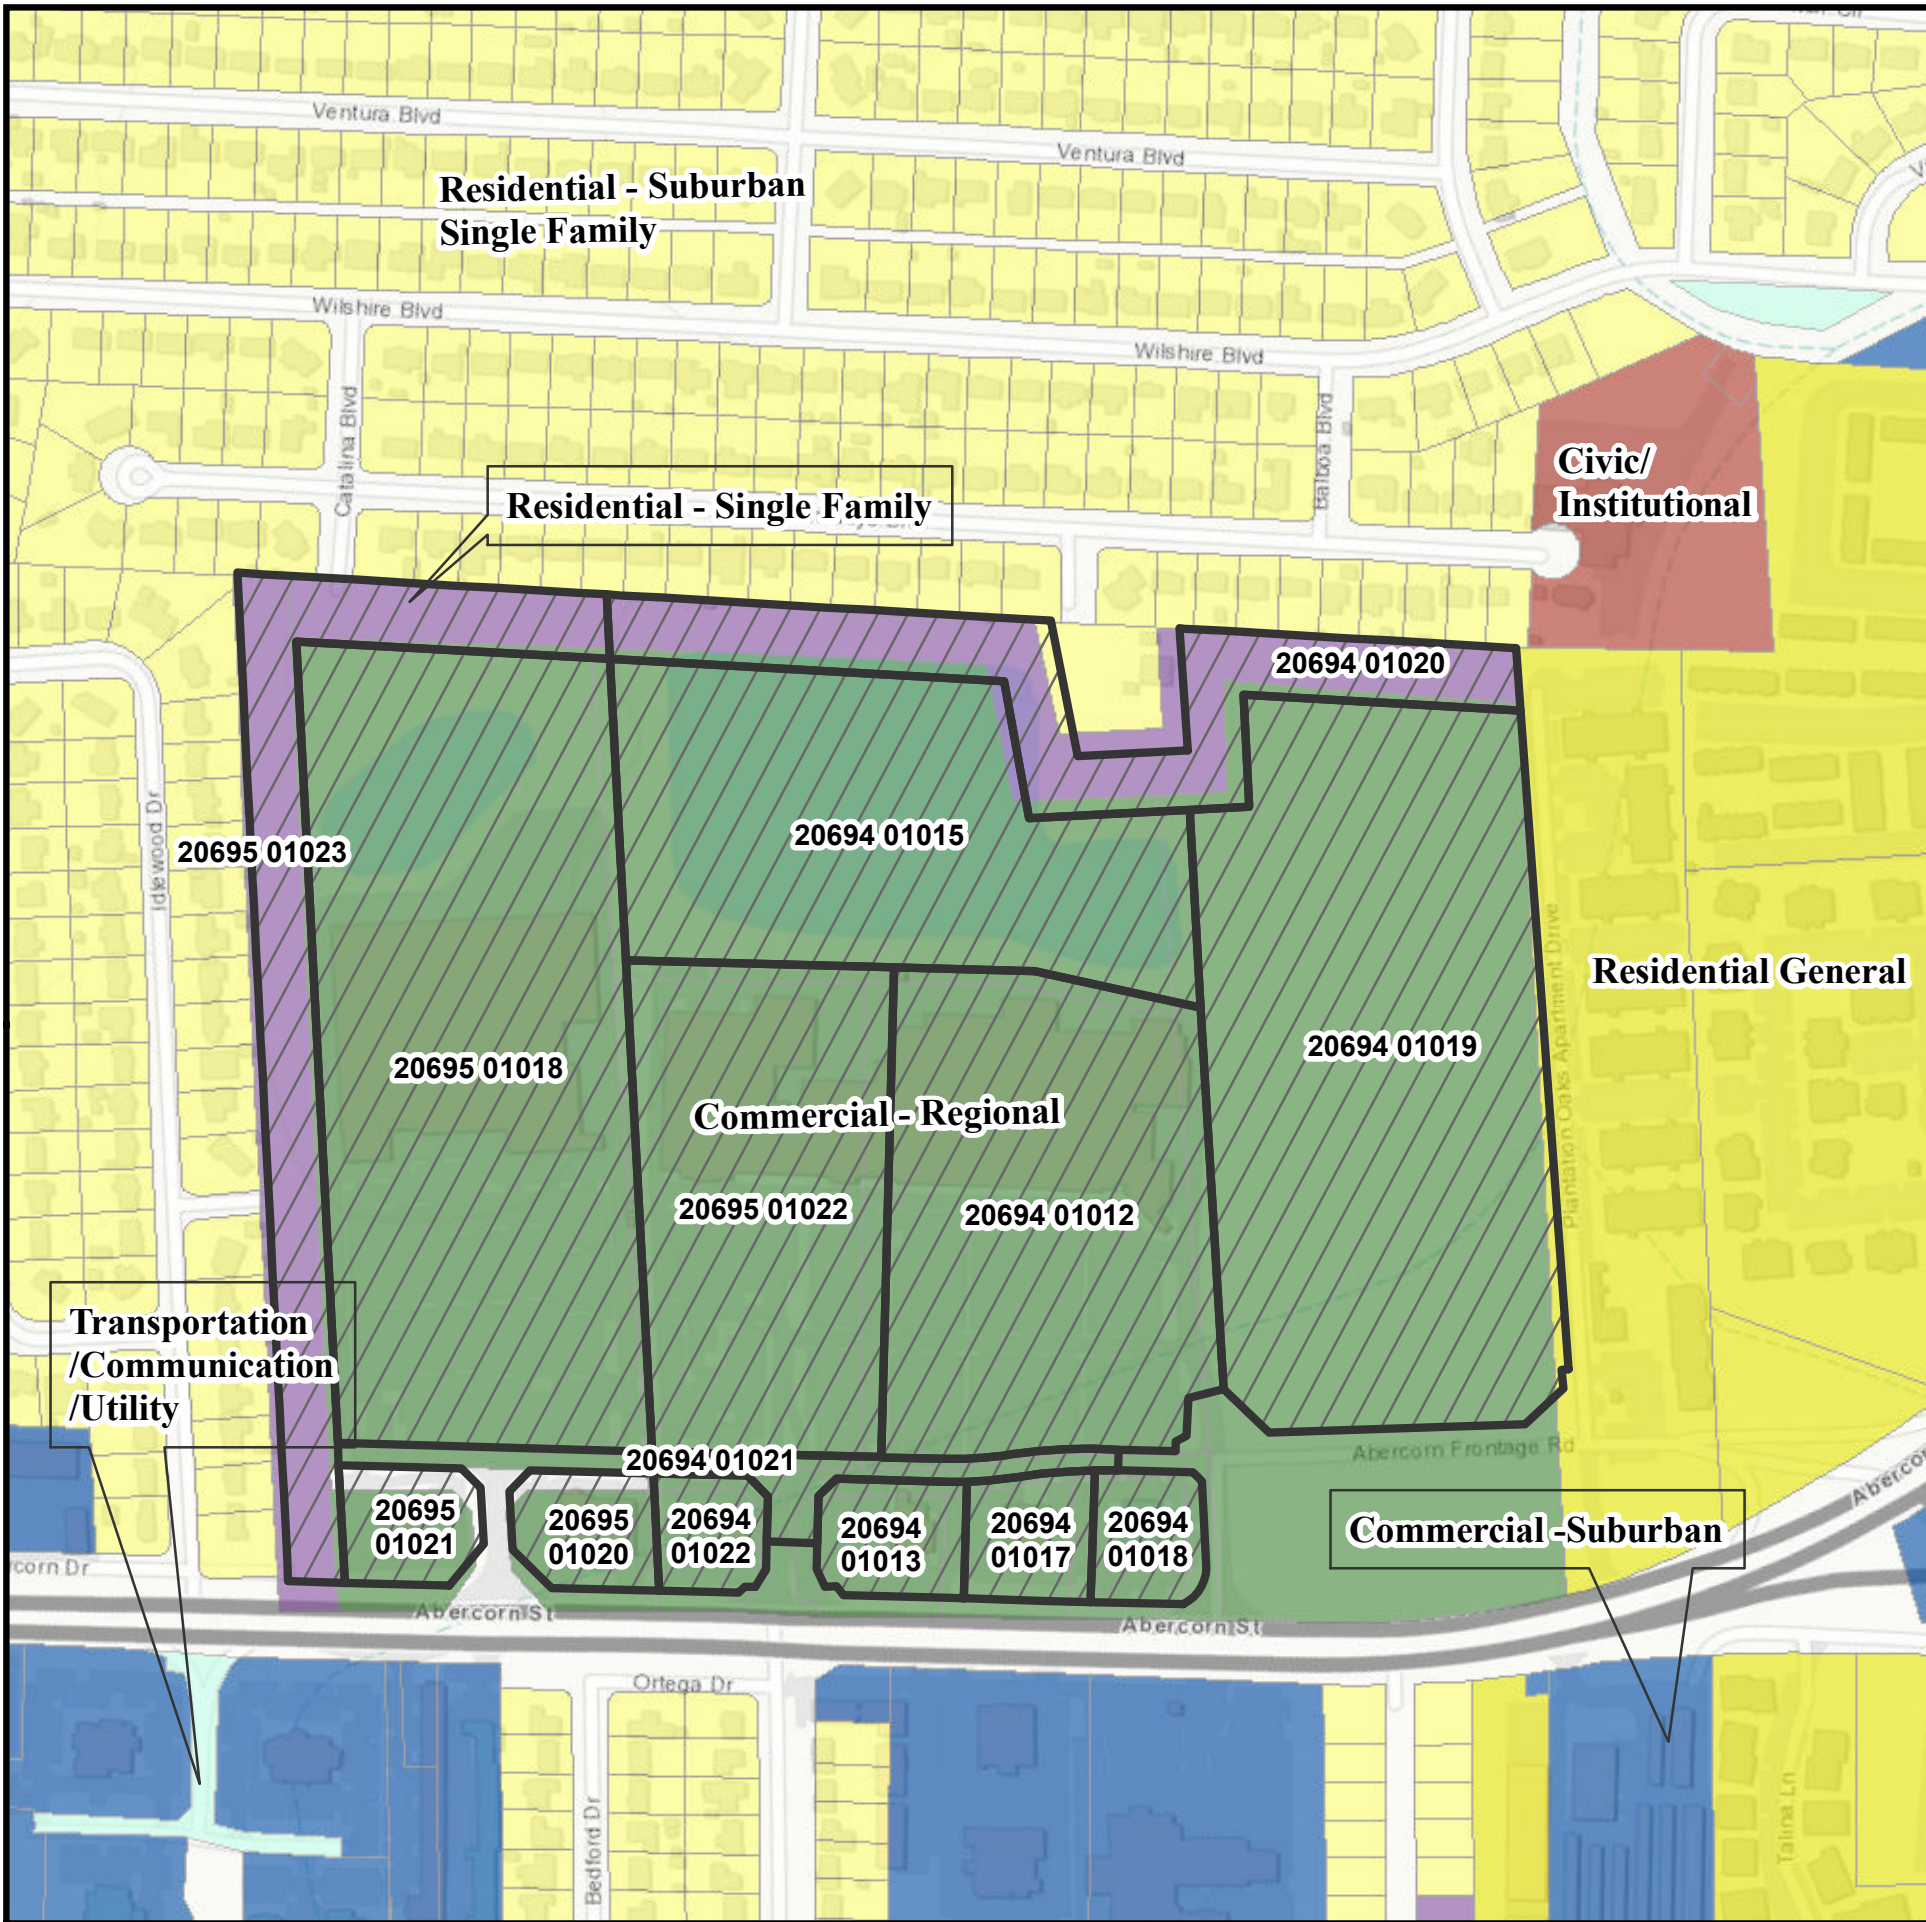 Ventura Blvd
Ventura Blvd
Residential - Suburban
Single Family
Wilshire Blvd
Wilshire Blvd
Catalina Blvd
Balboa Blvd
Civic/
Institutional
Residential - Single Family
20694 01020
Idlewood Dr
20695 01023
20694 01015
Plantation Oaks Apartment Drive
Residential General
20695 01018
20694 01019
Commercial - Regional
20695 01022
20694 01012
Transportation
/Communication
/Utility
20694 01021
Abercorn Frontage Rd
20695
01021
20695
01020
20694
01022
20694
01013
20694
01017
20694
01018
Commercial -Suburban
corn Dr
Abercorn St
Abercorn St
Aberco
Ortega Dr
Bedford Dr
Talina Ln